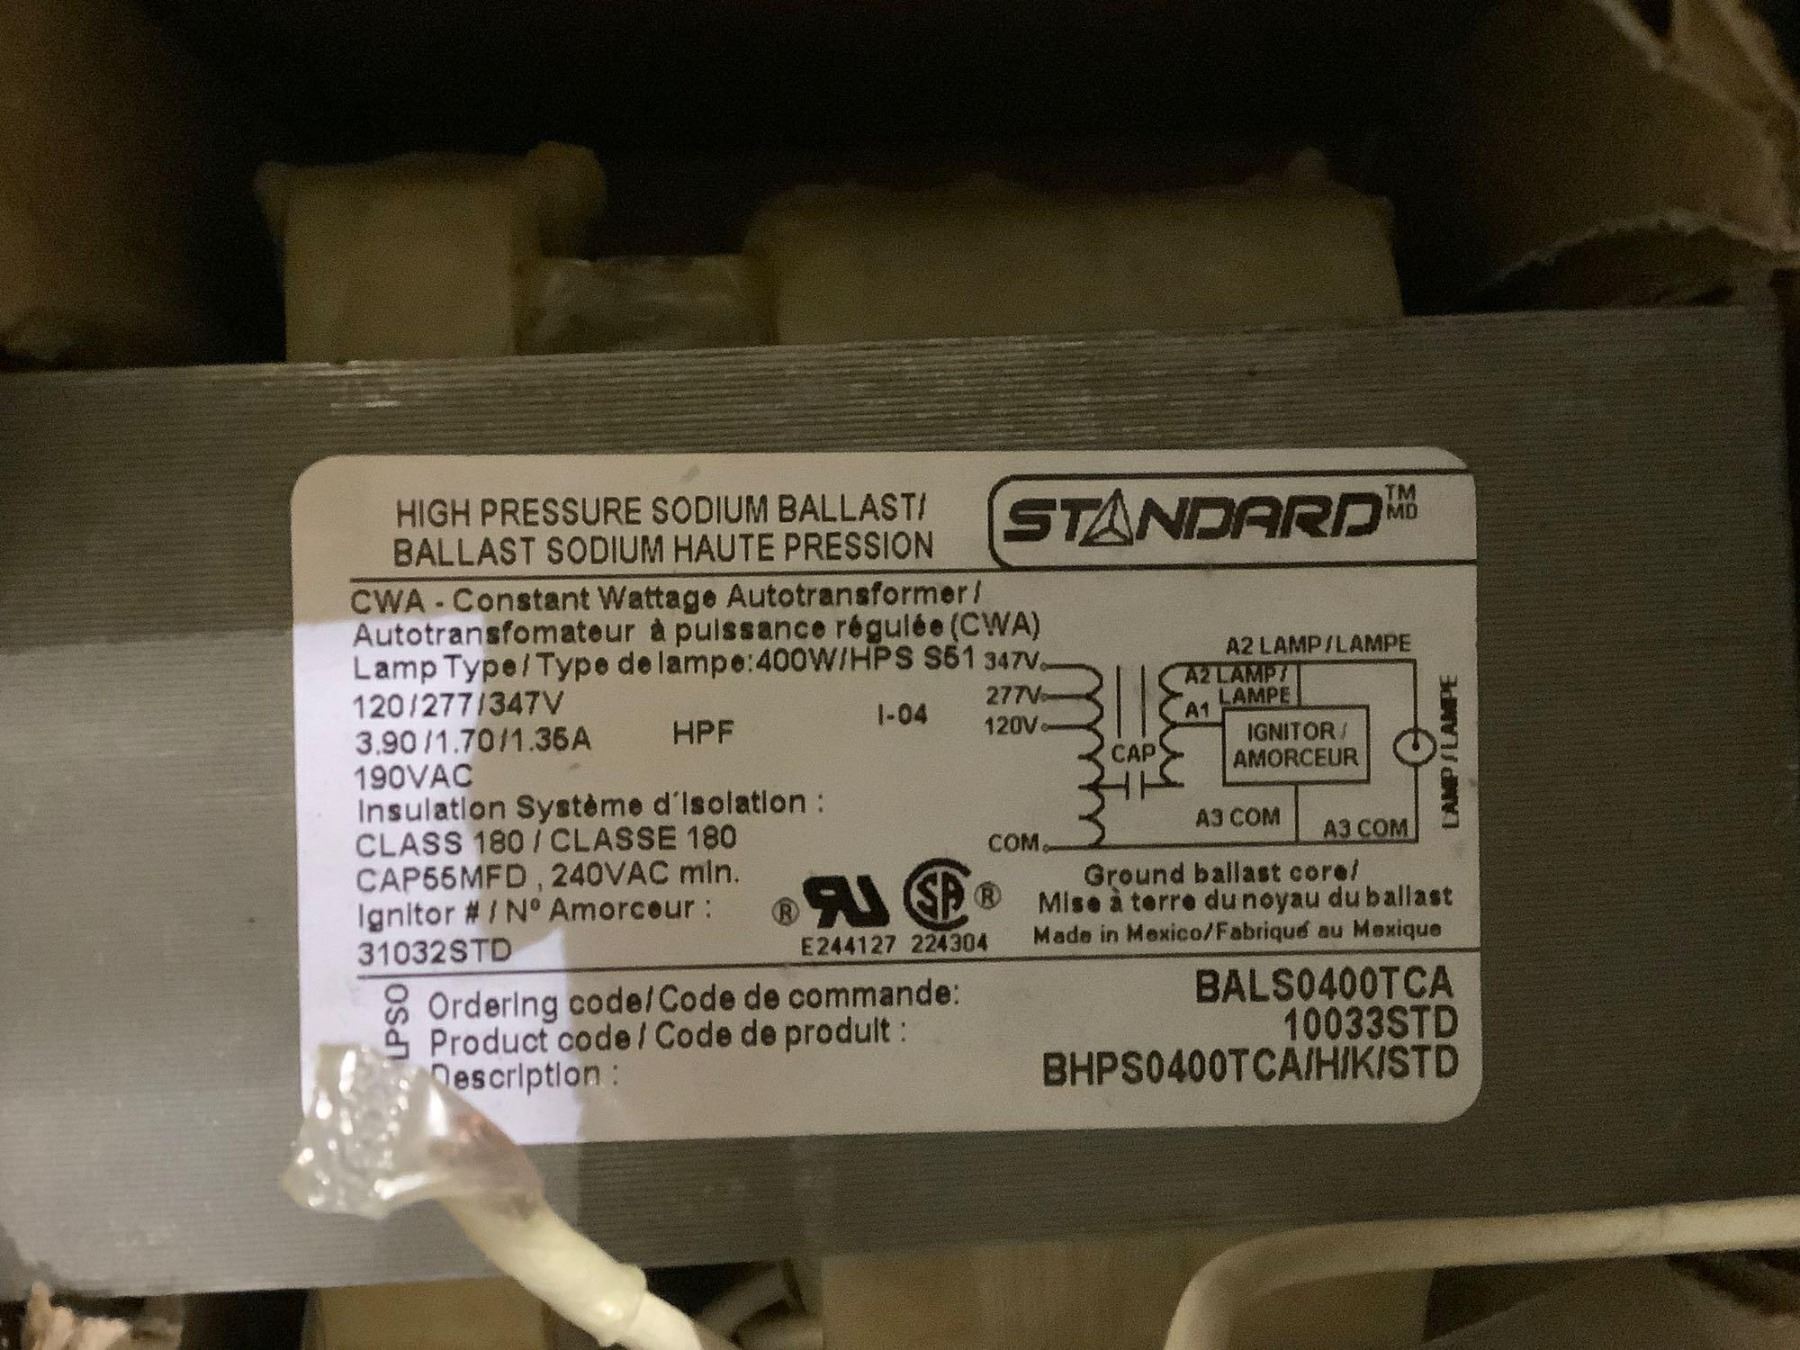 HIGH PRESSURE SODIUM BALLAST/
BALLAST SODIUM HAUTE PRESSION
STANDARD TM MD
CWA - Constant Wattage Autotransformer/
Autotransfomateur à puissance régulée (CWA)
Lamp Type/ Type de lampe:400W/HPS S51
120/277/347V
3.90/1.70/1.35A HPF I-04
190VAC
Insulation Système d'Isolation :
CLASS 180 / CLASSE 180
CAP55MFD , 240VAC min.
Ignitor # / Nº Amorceur :
31032STD
347V
277V
120V
COM
CAP
A2 LAMP/LAMPE
A2 LAMP/
LAMPE
A1
IGNITOR/
AMORCEUR
A3 COM
A3 COM
LAMP/LAMPE
Ground ballast core/
Mise à terre du noyau du ballast
Made in Mexico/Fabriqué au Mexique
® RU SA ®
E244127 224304
LPSO
Ordering code/Code de commande: BALS0400TCA
Product code / Code de produit : 10033STD
Description : BHPS0400TCA/H/K/STD